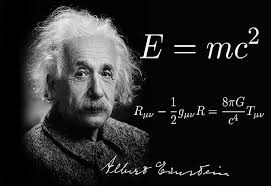 E = mc²
R_μν − 1/2 g_μν R = 8πG/c⁴ T_μν
Albert Einstein